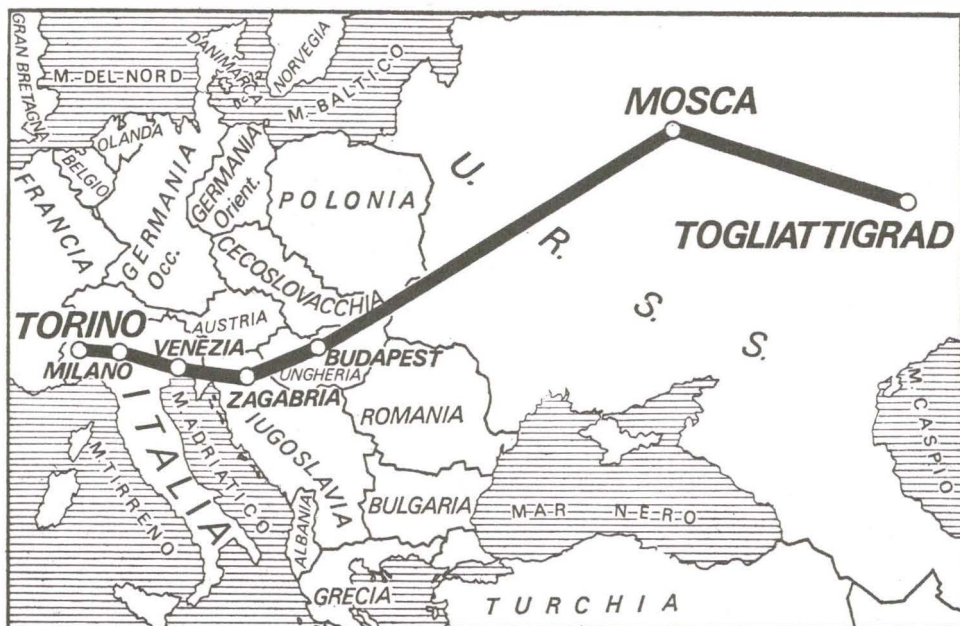 GRAN BRETAGNA
M. DEL NORD
DANIMARCA
NORVEGIA
M. BALTICO
MOSCA
OLANDA
BELGIO
FRANCIA
GERMANIA
Occ.
GERMANIA
Orient.
POLONIA
U. R. S. S.
TOGLIATTIGRAD
CECOSLOVACCHIA
AUSTRIA
TORINO
MILANO
VENEZIA
BUDAPEST
UNGHERIA
ZAGABRIA
ITALIA
M. ADRIATICO
M. TIRRENO
IUGOSLAVIA
ROMANIA
M. CASPIO
ALBANIA
BULGARIA
MAR NERO
GRECIA
TURCHIA